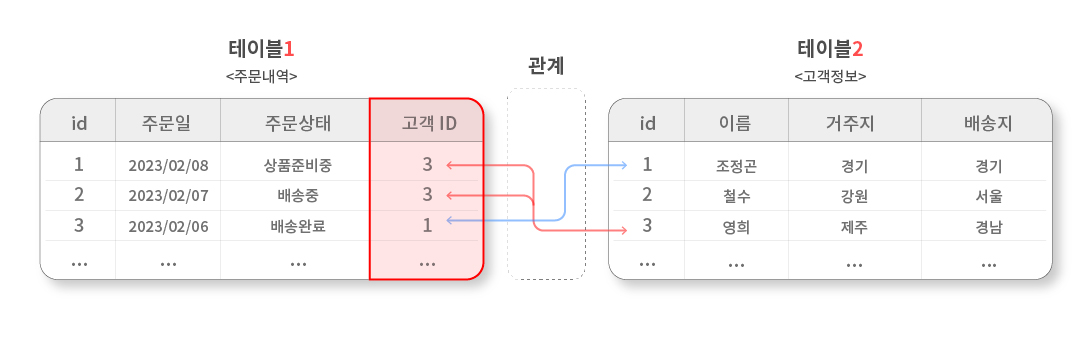 테이블1
<주문내역>
id 주문일 주문상태 고객 ID
1 2023/02/08 상품준비중 3
2 2023/02/07 배송중 3
3 2023/02/06 배송완료 1
... ... ... ...
관계
테이블2
<고객정보>
id 이름 거주지 배송지
1 조정곤 경기 경기
2 철수 강원 서울
3 영희 제주 경남
... ... ... ...